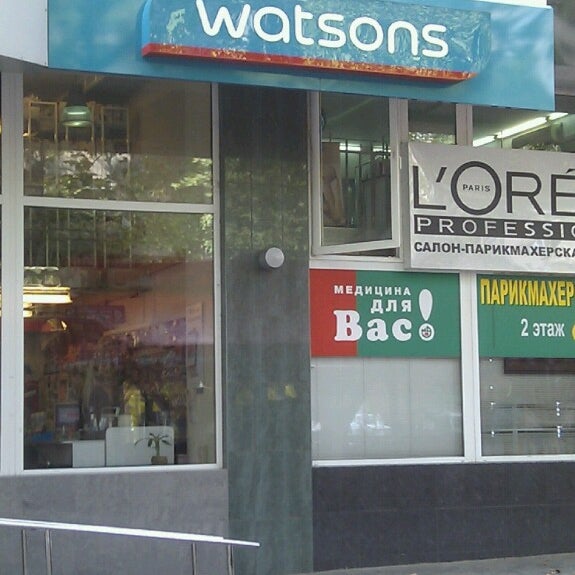 watsons
L'ORÉ
PARIS
PROFESSIO
САЛОН-ПАРИКМАХЕРСКА
МЕДИЦИНА
для
Вас!
ПАРИКМАХЕР
2 этаж